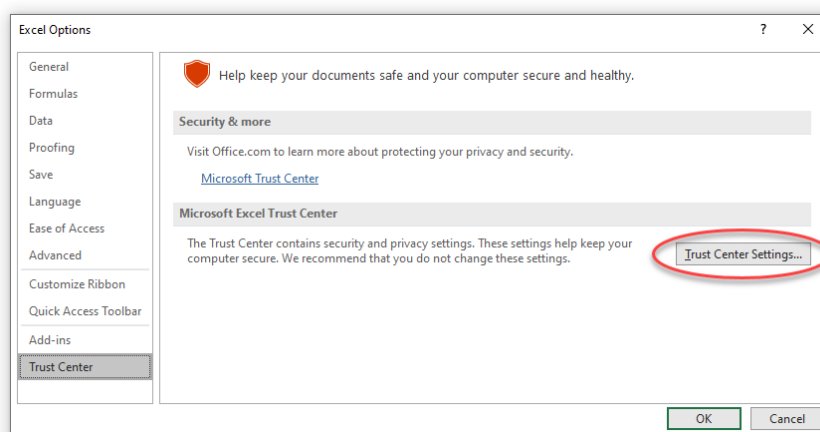 Excel Options
?
General
Formulas
Data
Proofing
Save
Language
Ease of Access
Advanced
Customize Ribbon
Quick Access Toolbar
Add-ins
Trust Center
Help keep your documents safe and your computer secure and healthy.
Security & more
Visit Office.com to learn more about protecting your privacy and security.
Microsoft Trust Center
Microsoft Excel Trust Center
The Trust Center contains security and privacy settings. These settings help keep your
computer secure. We recommend that you do not change these settings.
Trust Center Settings...
OK
Cancel